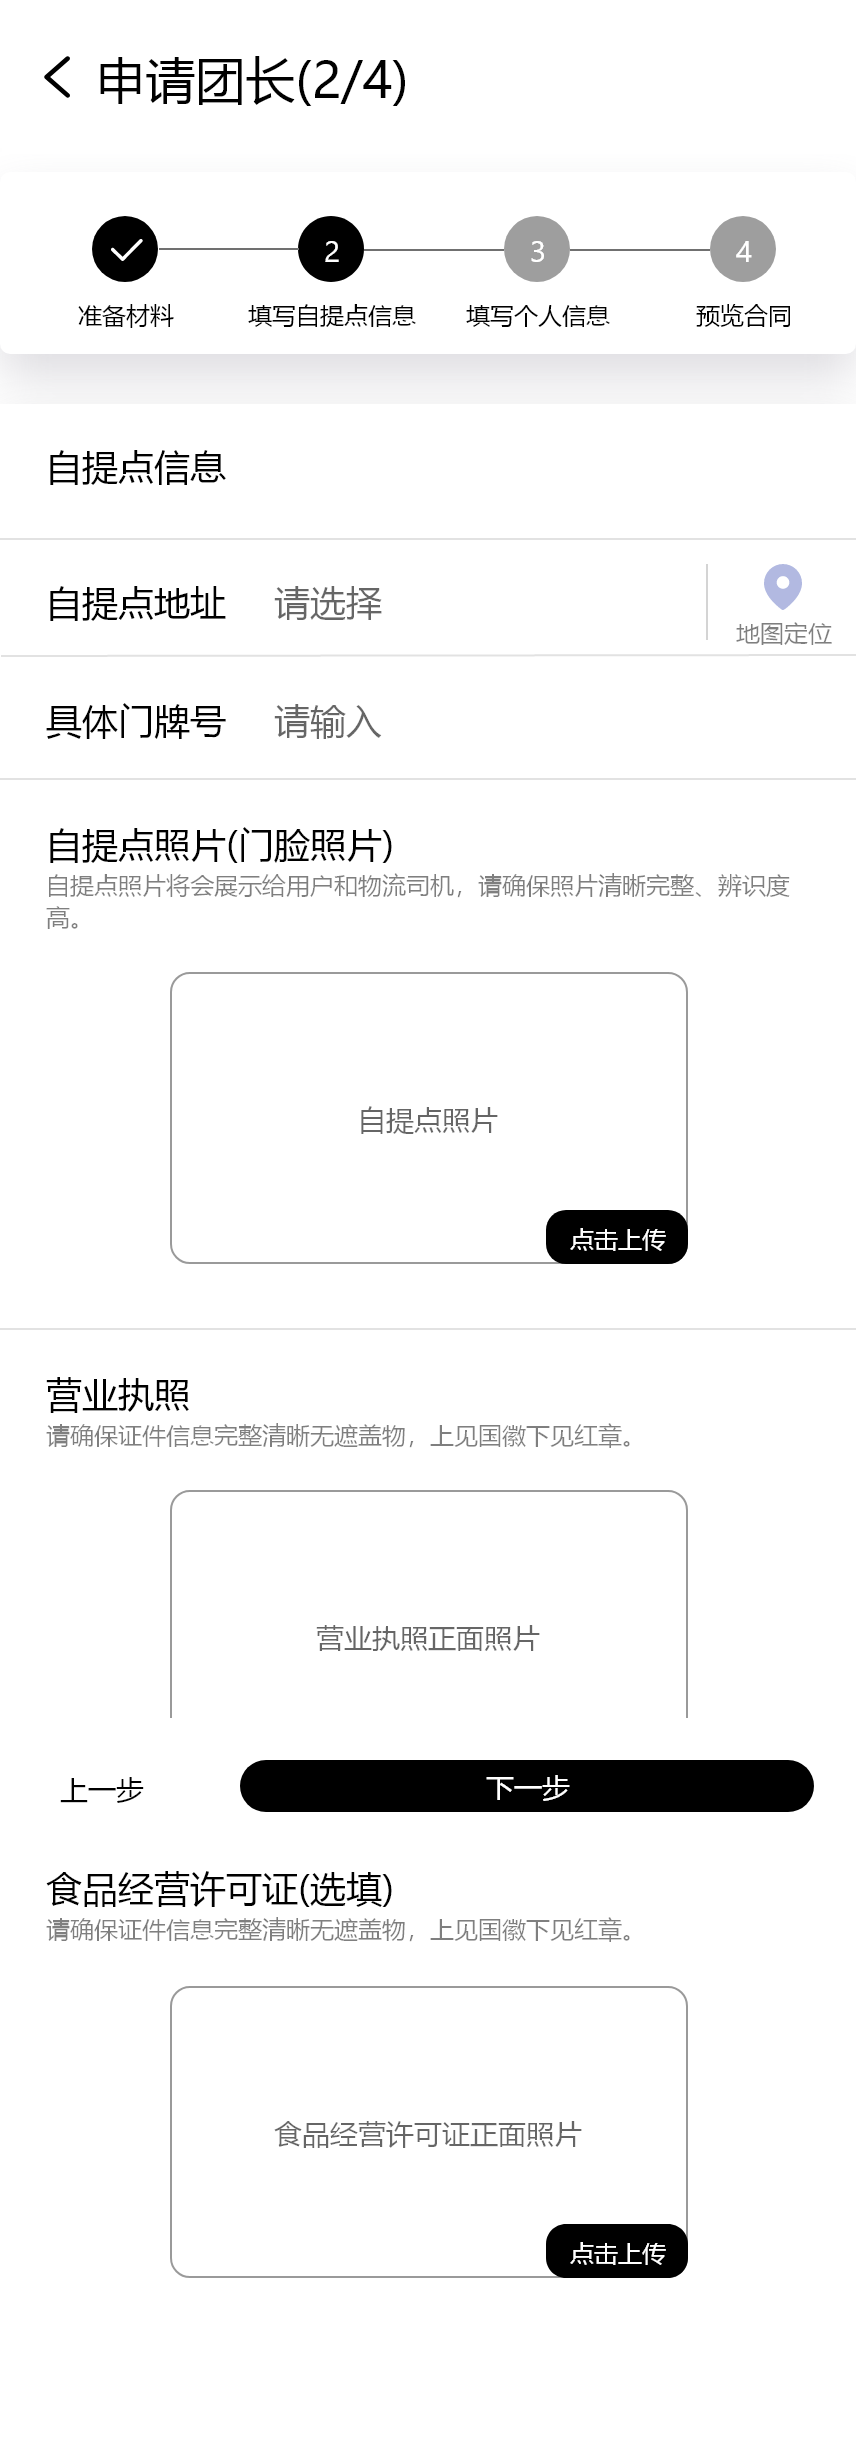 申请团长(2/4)
2
3
4
准备材料
填写自提点信息
填写个人信息
预览合同
自提点信息
自提点地址
请选择
地图定位
具体门牌号
请输入
自提点照片(门脸照片)
自提点照片将会展示给用户和物流司机，请确保照片清晰完整、辨识度
高。
自提点照片
点击上传
营业执照
请确保证件信息完整清晰无遮盖物，上见国徽下见红章。
营业执照正面照片
上一步
下一步
食品经营许可证(选填)
请确保证件信息完整清晰无遮盖物，上见国徽下见红章。
食品经营许可证正面照片
点击上传